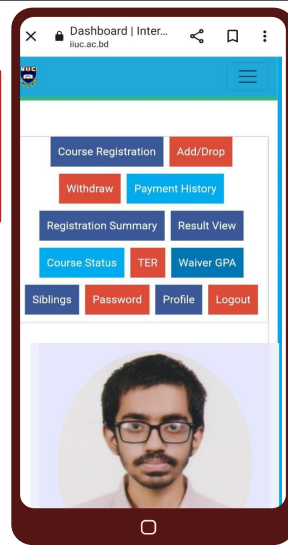 Dashboard | Inter...
iiuc.ac.bd
IIUC
Course Registration Add/Drop
Withdraw Payment History
Registration Summary Result View
Course Status TER Waiver GPA
Siblings Password Profile Logout